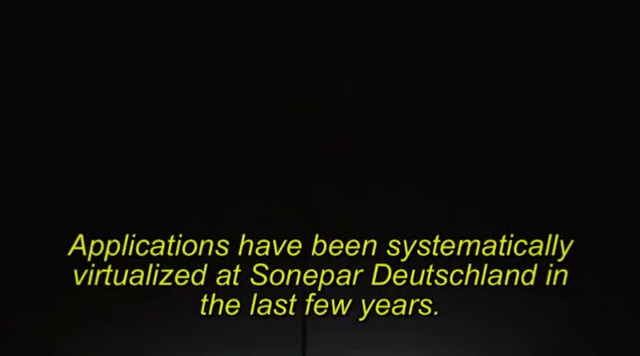 Applications have been systematically
virtualized at Sonepar Deutschland in
the last few years.